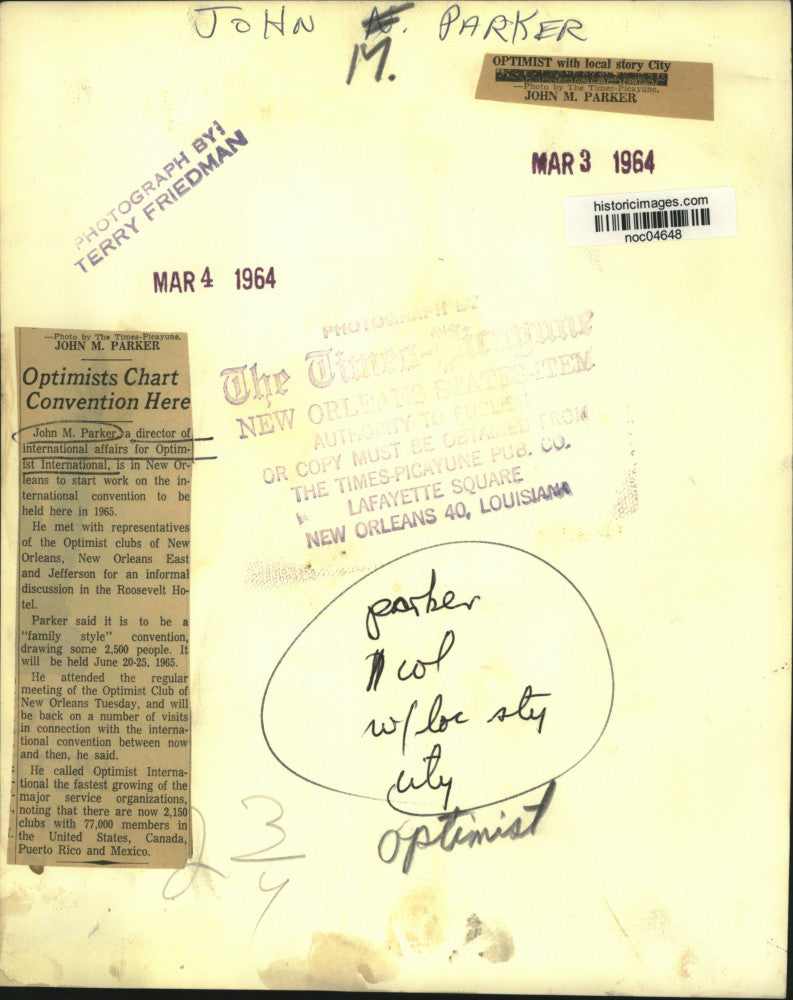 JOHN N. PARKER
M.
OPTIMIST with local story City
—Photo by The Times-Picayune.
JOHN M. PARKER
MAR 3 1964
historicimages.com
noc04648
PHOTOGRAPH BY:
TERRY FRIEDMAN
MAR 4 1964
—Photo by The Times-Picayune.
JOHN M. PARKER
Optimists Chart
Convention Here
John M. Parker, a director of
international affairs for Optim-
ist International, is in New Or-
leans to start work on the in-
ternational convention to be
held here in 1965.
He met with representatives
of the Optimist clubs of New
Orleans, New Orleans East
and Jefferson for an informal
discussion in the Roosevelt Ho-
tel.
Parker said it is to be a
"family style" convention,
drawing some 2,500 people. It
will be held June 20-25, 1965.
He attended the regular
meeting of the Optimist Club of
New Orleans Tuesday, and will
be back on a number of visits
in connection with the interna-
tional convention between now
and then, he said.
He called Optimist Interna-
tional the fastest growing of the
major service organizations,
noting that there are now 2,150
clubs with 77,000 members in
the United States, Canada,
Puerto Rico and Mexico.
PHOTOGRAPH BY
The Times-Picayune
NEW ORLEANS STATES-ITEM
AUTHORITY TO PUBLISH
OR COPY MUST BE OBTAINED FROM
THE TIMES-PICAYUNE PUB. CO.
LAFAYETTE SQUARE
NEW ORLEANS 40, LOUISIANA
parker
1 col
w/loc sty
city
optimist
2 3/4